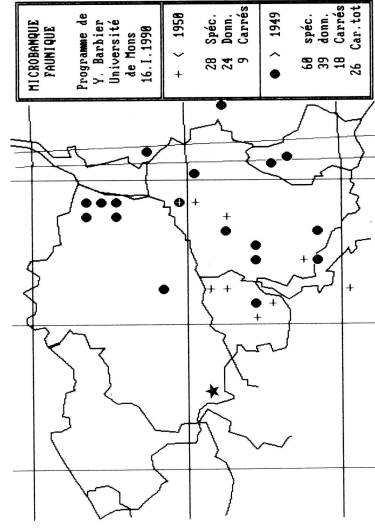 MICROBANQUE
FAUNIQUE
Programme de
Y. Barbier
Université
de Mons
16.I.1990
+ < 1950
28 Spéc.
24 Donn.
9 Carrés
● > 1949
60 spéc.
39 donn.
18 Carrés
26 Car.tot